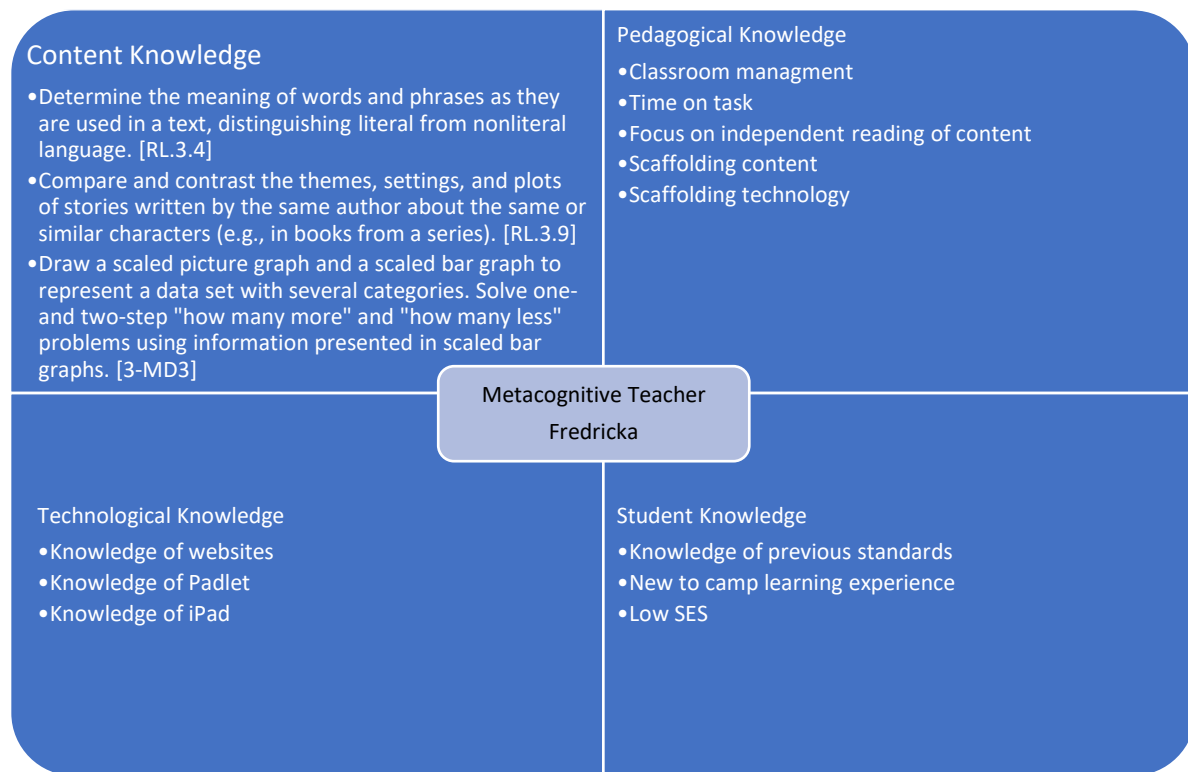 Content Knowledge
•Determine the meaning of words and phrases as they
are used in a text, distinguishing literal from nonliteral
language. [RL.3.4]
•Compare and contrast the themes, settings, and plots
of stories written by the same author about the same or
similar characters (e.g., in books from a series). [RL.3.9]
•Draw a scaled picture graph and a scaled bar graph to
represent a data set with several categories. Solve one-
and two-step "how many more" and "how many less"
problems using information presented in scaled bar
graphs. [3-MD3]
Pedagogical Knowledge
•Classroom managment
•Time on task
•Focus on independent reading of content
•Scaffolding content
•Scaffolding technology
Metacognitive Teacher
Fredricka
Technological Knowledge
•Knowledge of websites
•Knowledge of Padlet
•Knowledge of iPad
Student Knowledge
•Knowledge of previous standards
•New to camp learning experience
•Low SES